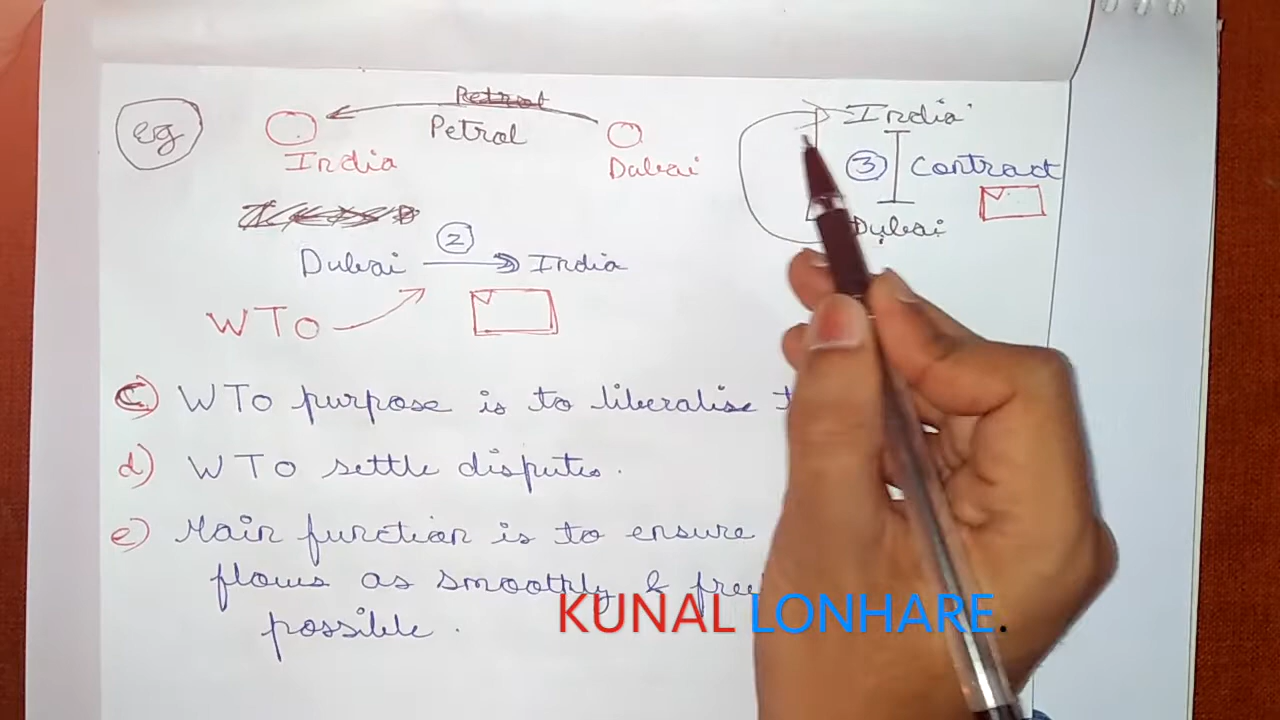 eg
Petrol
India
Dubai
India
3 Contract
Dubai
2
Dubai India
WTO
c) WTO purpose is to liberalise
d) WTO settle disputes.
e) Main function is to ensure
flows as smoothly &
possible.
KUNAL LONHARE.